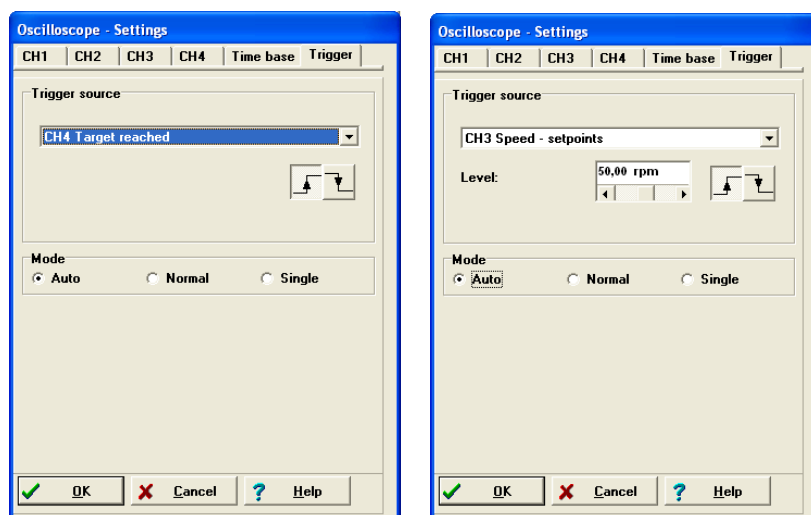 Oscilloscope - Settings
CH1 CH2 CH3 CH4 Time base Trigger
Trigger source
CH4 Target reached
Mode
Auto Normal Single
OK Cancel ? Help
Oscilloscope - Settings
CH1 CH2 CH3 CH4 Time base Trigger
Trigger source
CH3 Speed - setpoints
Level: 50,00 rpm
Mode
Auto Normal Single
OK Cancel ? Help